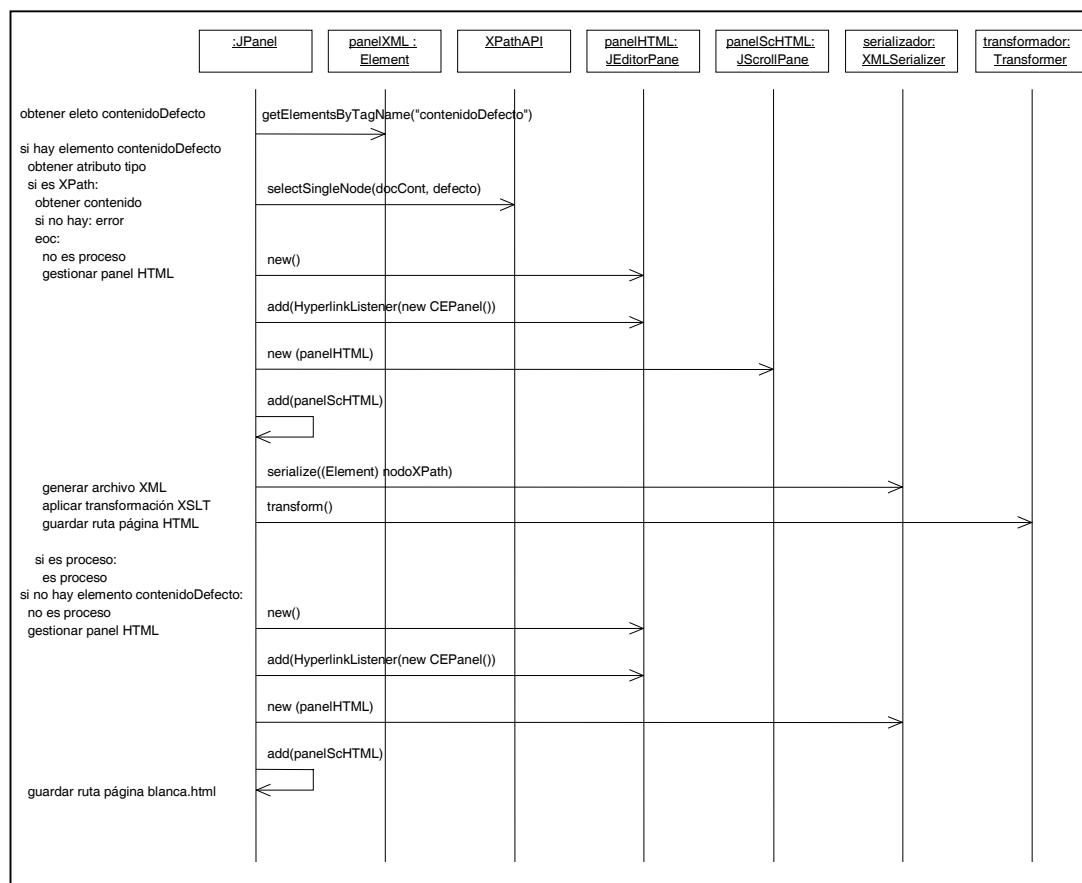 :JPanel
panelXML :
Element
XPathAPI
panelHTML:
JEditorPane
panelScHTML:
JScrollPane
serializador:
XMLSerializer
transformador:
Transformer
obtener eleto contenidoDefecto
getElementsByTagName("contenidoDefecto")
si hay elemento contenidoDefecto
obtener atributo tipo
si es XPath:
selectSingleNode(docCont, defecto)
obtener contenido
si no hay: error
eoc:
no es proceso
gestionar panel HTML
new()
add(HyperlinkListener(new CEPanel())
new (panelHTML)
add(panelScHTML)
serialize((Element) nodoXPath)
generar archivo XML
aplicar transformación XSLT
transform()
guardar ruta página HTML
si es proceso:
es proceso
si no hay elemento contenidoDefecto:
no es proceso
new()
gestionar panel HTML
add(HyperlinkListener(new CEPanel())
new (panelHTML)
add(panelScHTML)
guardar ruta página blanca.html